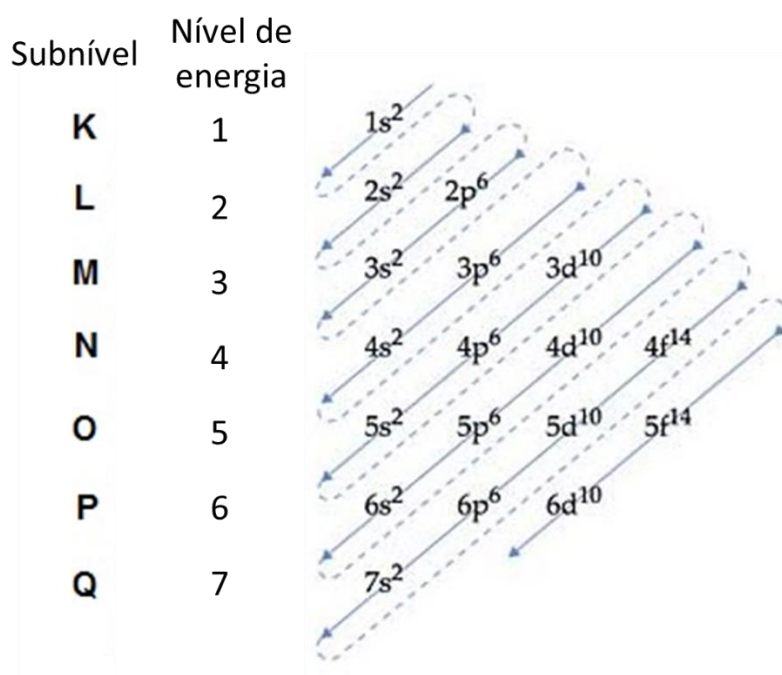 Subnível Nível de energia
K 1 1s²
L 2 2s² 2p⁶
M 3 3s² 3p⁶ 3d¹⁰
N 4 4s² 4p⁶ 4d¹⁰ 4f¹⁴
O 5 5s² 5p⁶ 5d¹⁰ 5f¹⁴
P 6 6s² 6p⁶ 6d¹⁰
Q 7 7s²